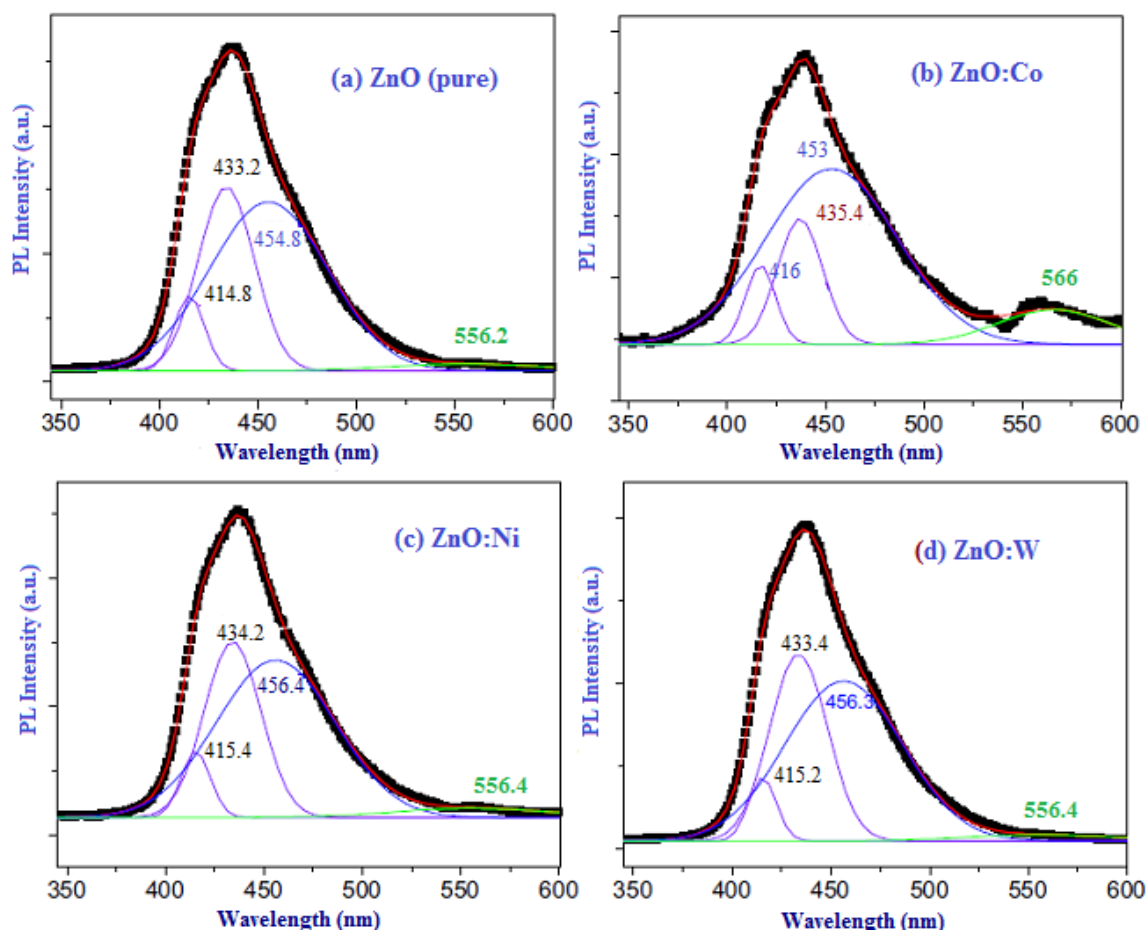 (a) ZnO (pure)
PL Intensity (a.u.)
433.2
454.8
414.8
556.2
350 400 450 500 550 600
Wavelength (nm)
(b) ZnO:Co
PL Intensity (a.u.)
453
435.4
416
566
350 400 450 500 550 600
Wavelength (nm)
(c) ZnO:Ni
PL Intensity (a.u.)
434.2
456.4
415.4
556.4
350 400 450 500 550 600
Wavelength (nm)
(d) ZnO:W
PL Intensity (a.u.)
433.4
456.3
415.2
556.4
350 400 450 500 550 600
Wavelength (nm)